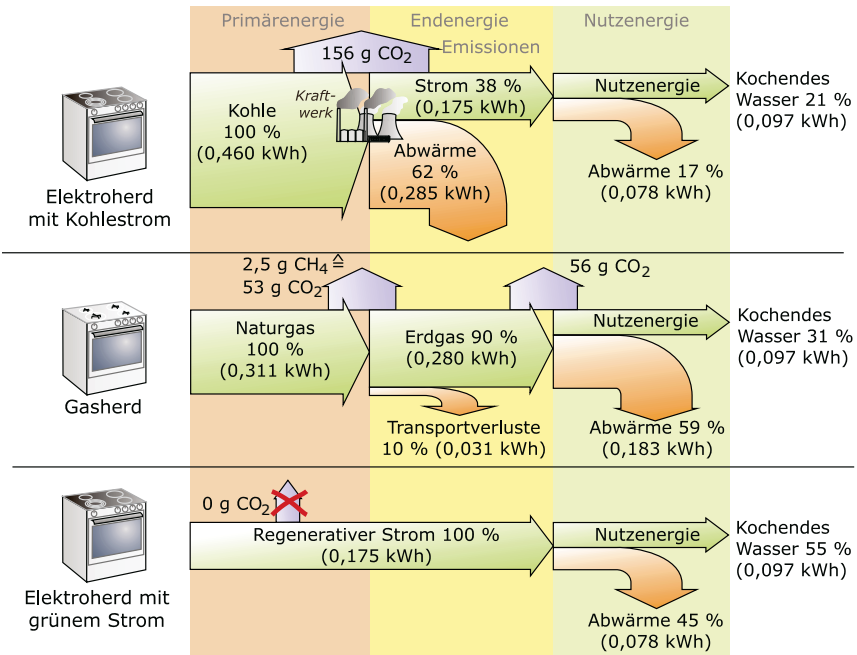 Primärenergie
Endenergie
Nutzenergie
Emissionen
156 g CO₂
Elektroherd
mit Kohlestrom
Kohle
100 %
(0,460 kWh)
Kraft-
werk
Strom 38 %
(0,175 kWh)
Abwärme
62 %
(0,285 kWh)
Nutzenergie
Abwärme 17 %
(0,078 kWh)
Kochendes
Wasser 21 %
(0,097 kWh)
2,5 g CH₄ ≙
53 g CO₂
56 g CO₂
Gasherd
Naturgas
100 %
(0,311 kWh)
Erdgas 90 %
(0,280 kWh)
Transportverluste
10 % (0,031 kWh)
Nutzenergie
Abwärme 59 %
(0,183 kWh)
Kochendes
Wasser 31 %
(0,097 kWh)
0 g CO₂
Elektroherd mit
grünem Strom
Regenerativer Strom 100 %
(0,175 kWh)
Nutzenergie
Abwärme 45 %
(0,078 kWh)
Kochendes
Wasser 55 %
(0,097 kWh)